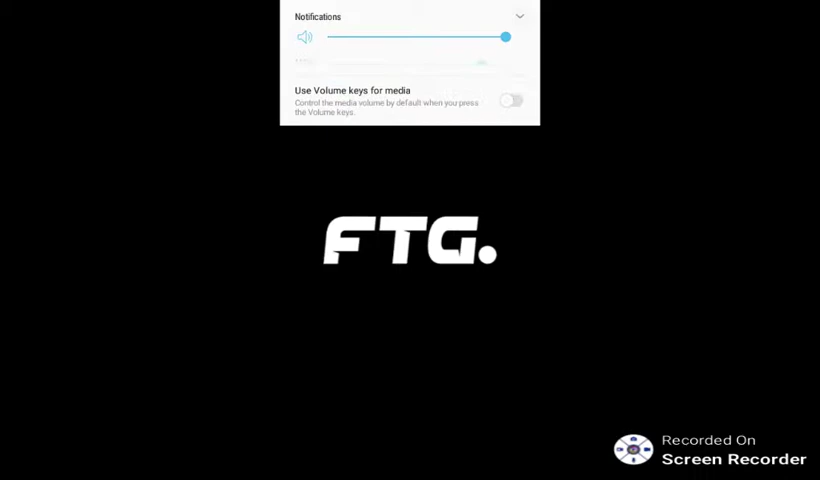 Notifications
Use Volume keys for media
Control the media volume by default when you press
the Volume keys.
FTG.
Recorded On
Screen Recorder